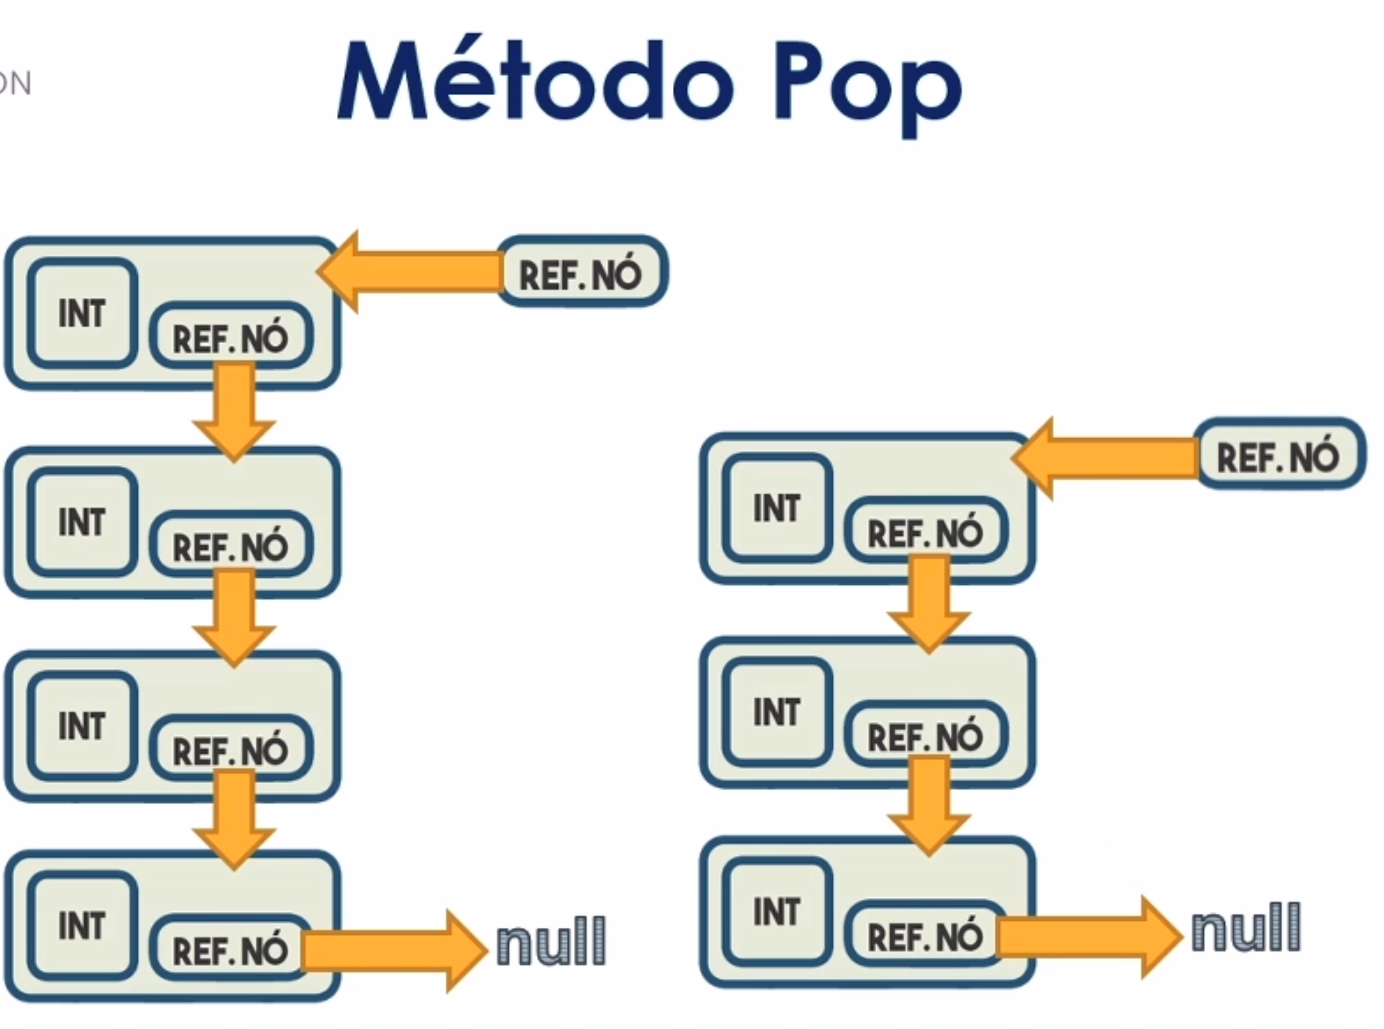 ON
Método Pop
REF. NÓ
INT
REF. NÓ
INT
REF. NÓ
INT
REF. NÓ
INT
REF. NÓ
null
REF. NÓ
INT
REF. NÓ
INT
REF. NÓ
INT
REF. NÓ
null